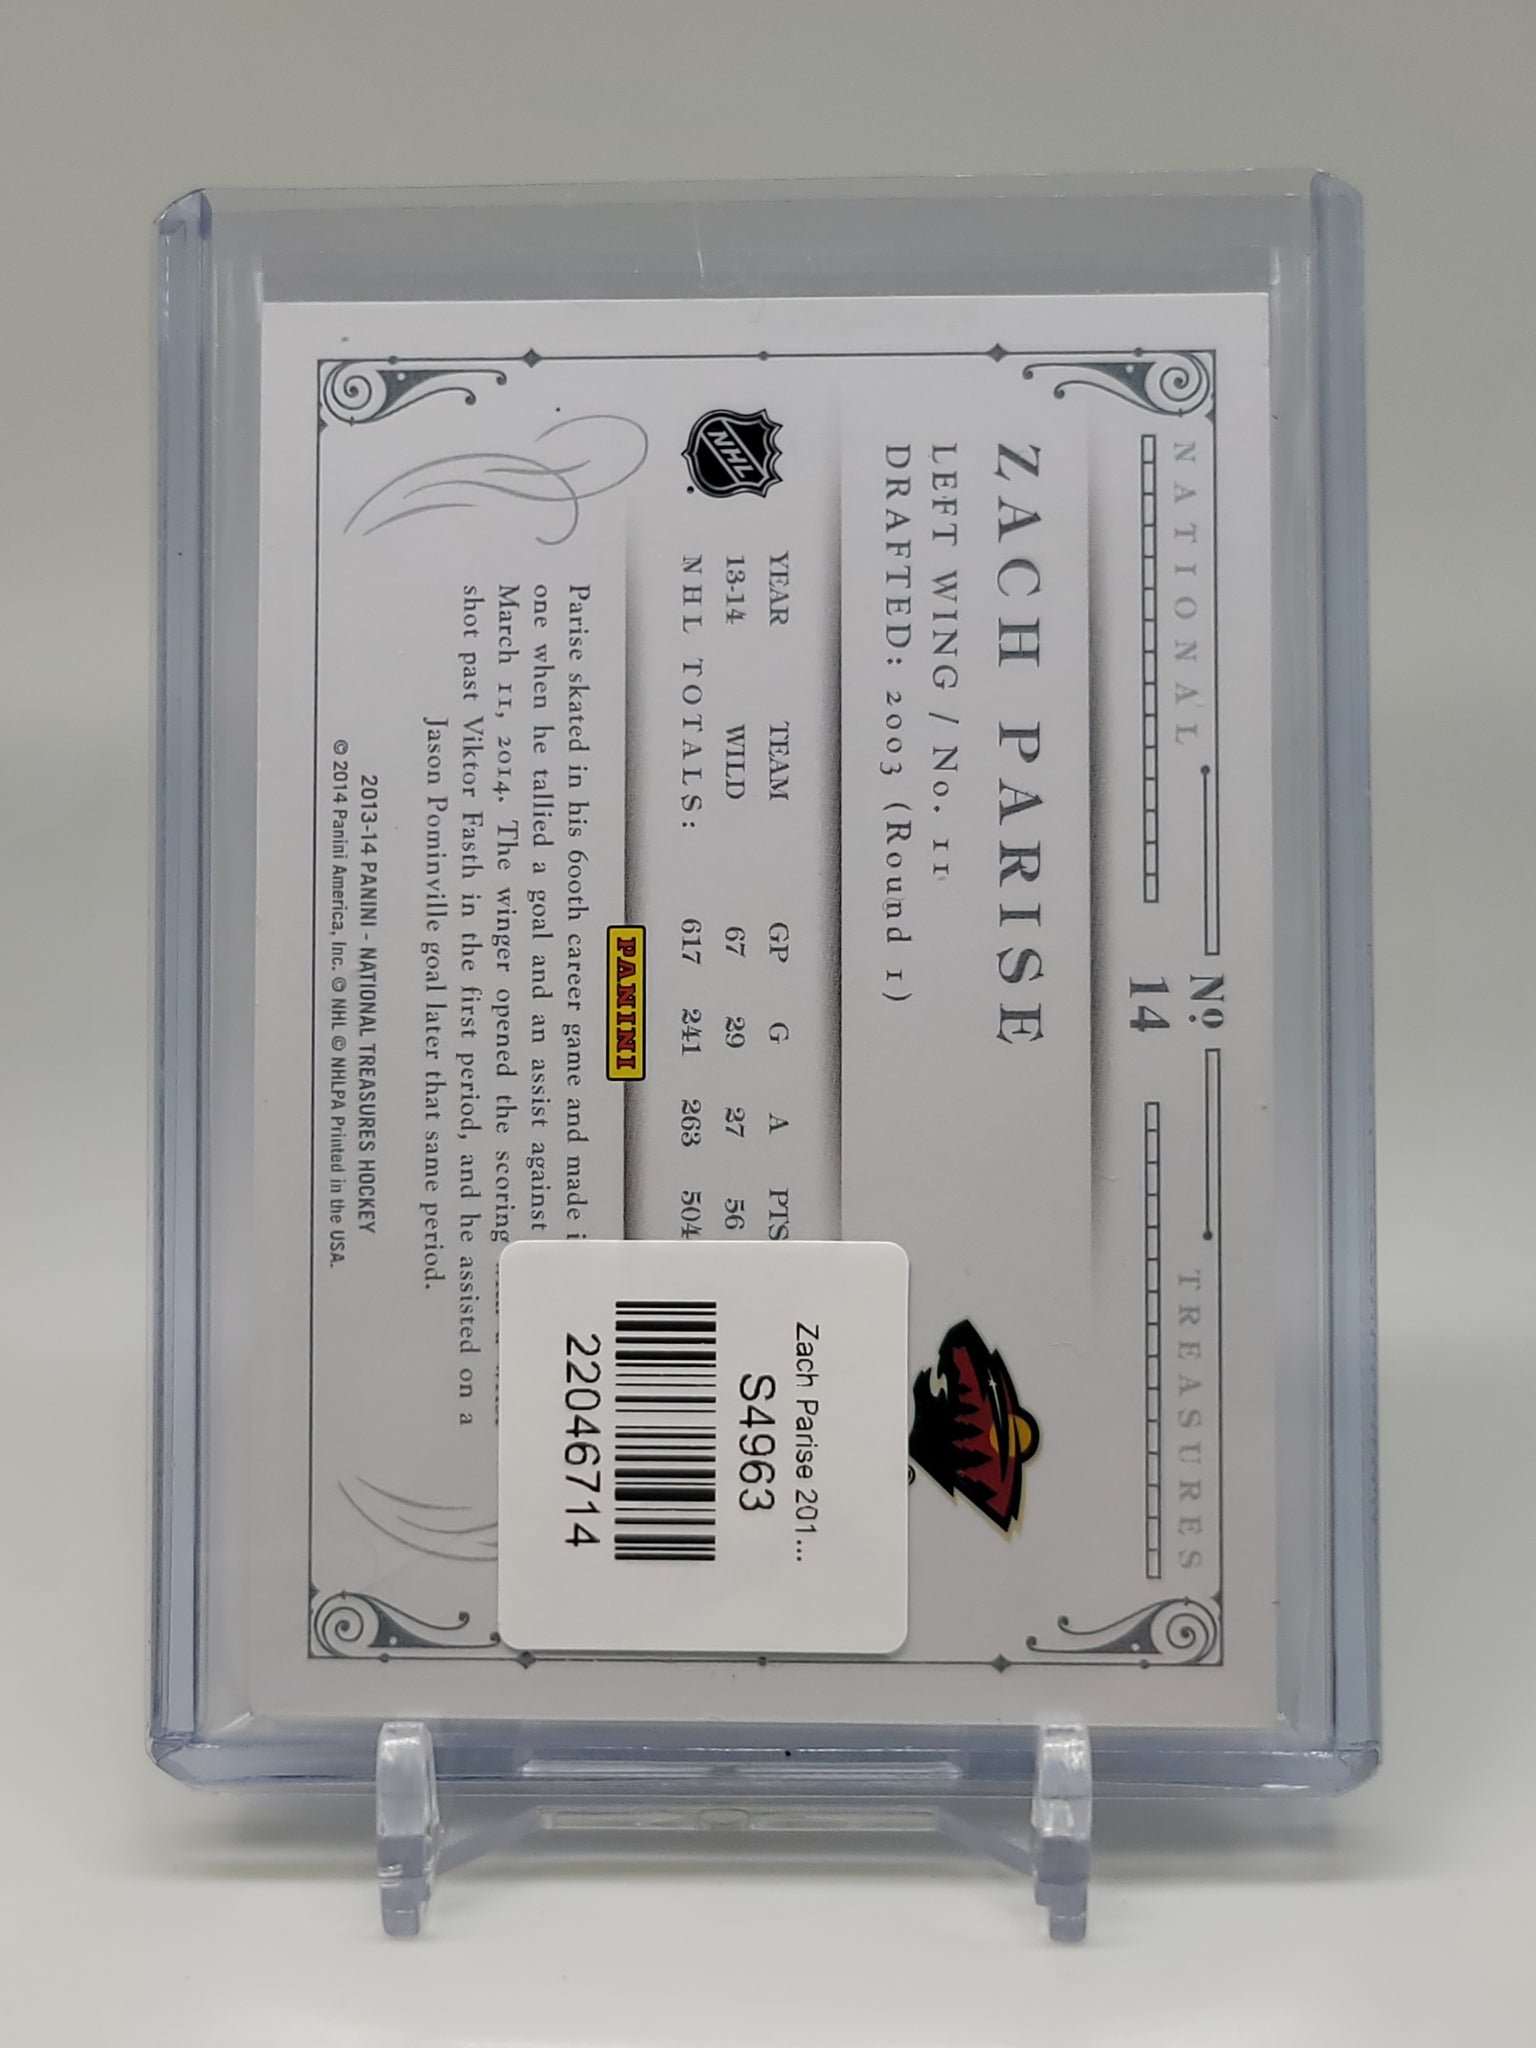 NATIONAL No. TREASURES
14
ZACH PARISE
LEFT WING / No. 11
DRAFTED: 2003 (Round 1)
YEAR TEAM GP G A PTS
13-14 WILD 67 29 27 56
NHL TOTALS: 617 241 263 504
NHL
PANINI
Parise skated in his 600th career game and made
one when he tallied a goal and an assist against
March 11, 2014. The winger opened the scoring
shot past Viktor Fasth in the first period, and he assisted on a
Jason Pominville goal later that same period.
2013-14 PANINI - NATIONAL TREASURES HOCKEY
© 2014 Panini America, Inc. © NHL © NHLPA Printed in the USA.
Zach Parise 201...
S4963
22046714